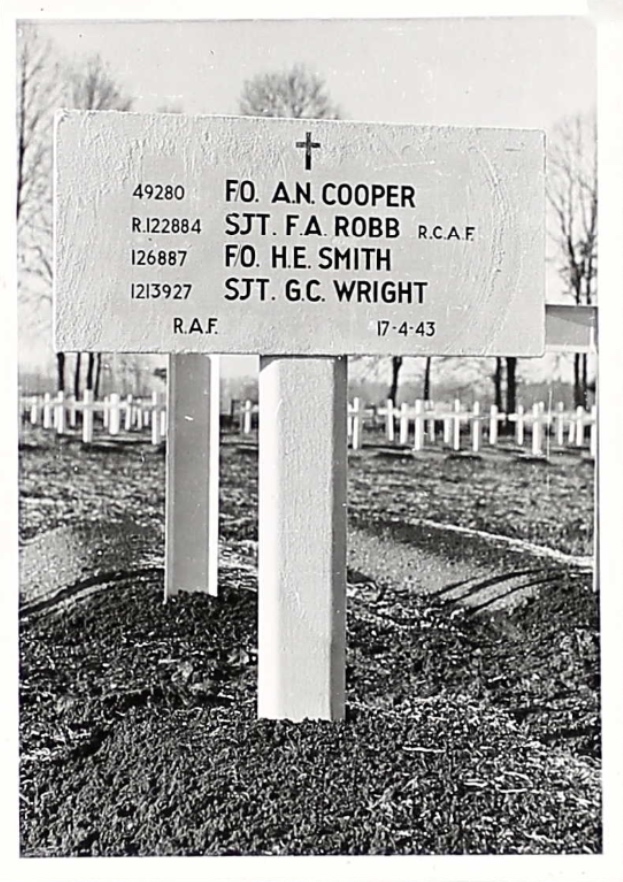 49280 F/O. A.N. COOPER
R.122884 SJT. F.A. ROBB R.C.A.F.
126887 F/O. H.E. SMITH
1213927 SJT. G.C. WRIGHT
R.A.F. 17-4-43